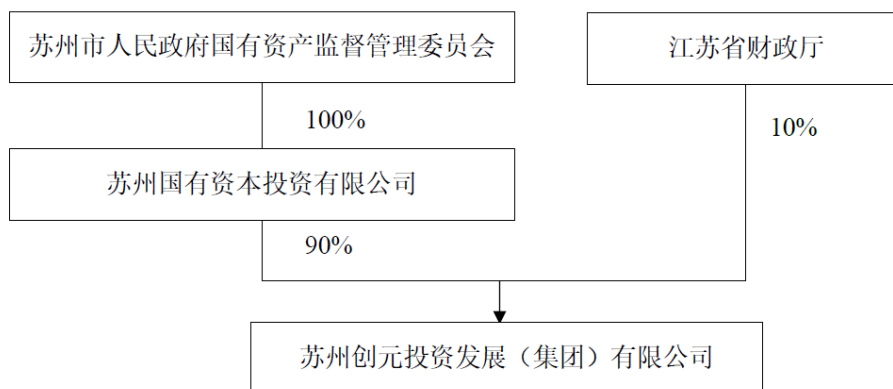 苏州市人民政府国有资产监督管理委员会
江苏省财政厅
100%
10%
苏州国有资本投资有限公司
90%
苏州创元投资发展（集团）有限公司